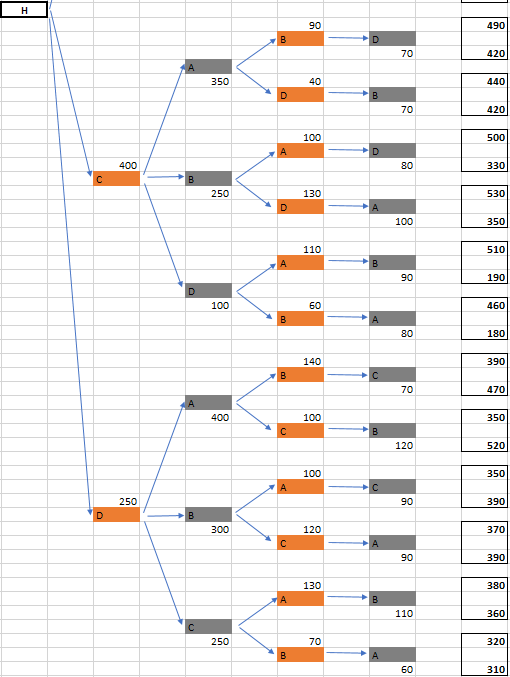 H
90 490
B D
70 420
A
350 40 440
D B
70 420
100 500
A D
400 80 330
C B
250 130 530
D A
100 350
110 510
A B
D 90 190
100 60 460
B A
80 180
140 390
B C
70 470
A
400 100 350
C B
120 520
100 350
A C
250 90 390
D B
300 120 370
C A
90 390
130 380
A B
110 360
C
250 70 320
B A
60 310